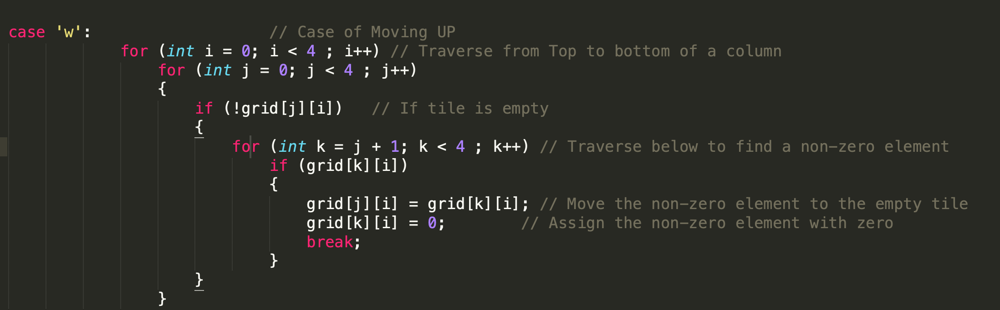 case 'w':                   // Case of Moving UP
            for (int i = 0; i < 4 ; i++) // Traverse from Top to bottom of a column
                for (int j = 0; j < 4 ; j++)
                {
                    if (!grid[j][i])   // If tile is empty
                    {
                        for (int k = j + 1; k < 4 ; k++) // Traverse below to find a non-zero element
                            if (grid[k][i])
                            {
                                grid[j][i] = grid[k][i]; // Move the non-zero element to the empty tile
                                grid[k][i] = 0;        // Assign the non-zero element with zero
                                break;
                            }
                    }
                }